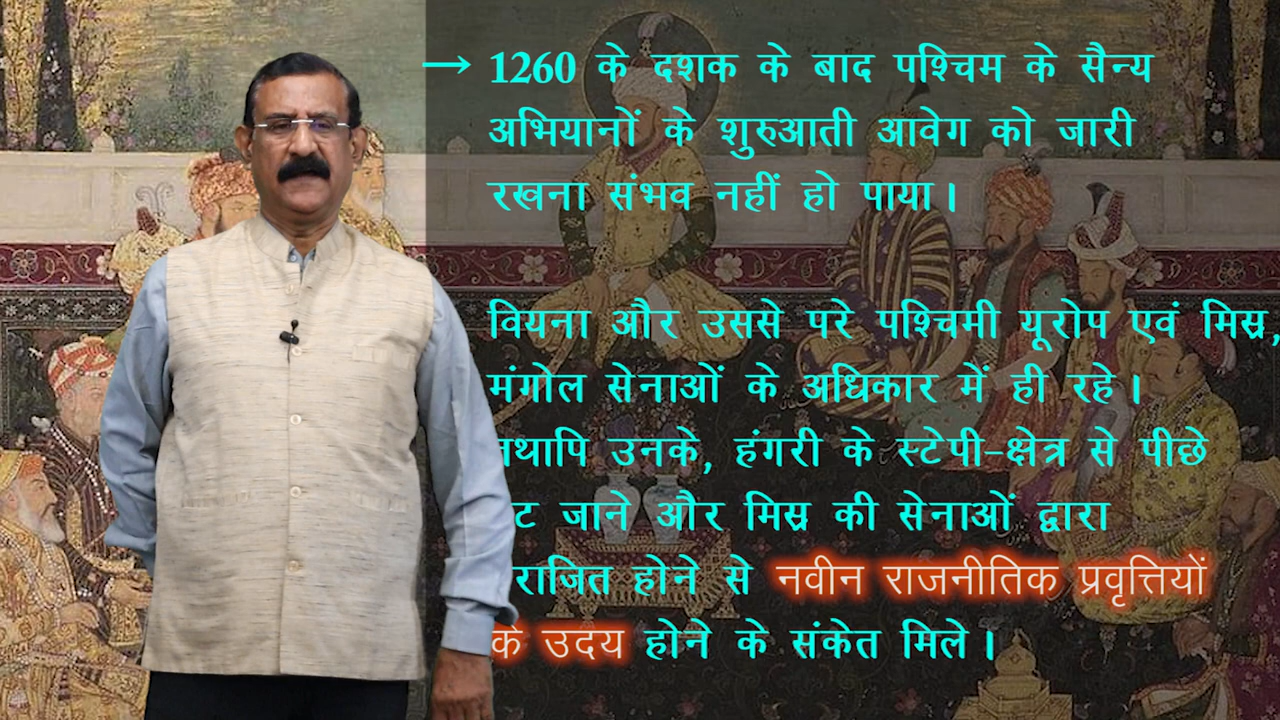 → 1260 के दशक के बाद पश्चिम के सैन्य
अभियानों के शुरुआती आवेग को जारी
रखना संभव नहीं हो पाया।
वियना और उससे परे पश्चिमी यूरोप एवं मिस्र,
मंगोल सेनाओं के अधिकार में ही रहे।
उनके, हंगरी के स्टेपी-क्षेत्र से पीछे
जाने और मिस्र की सेनाओं द्वारा
होने से नवीन राजनीतिक प्रवृत्तियों
के उदय होने के संकेत मिले।